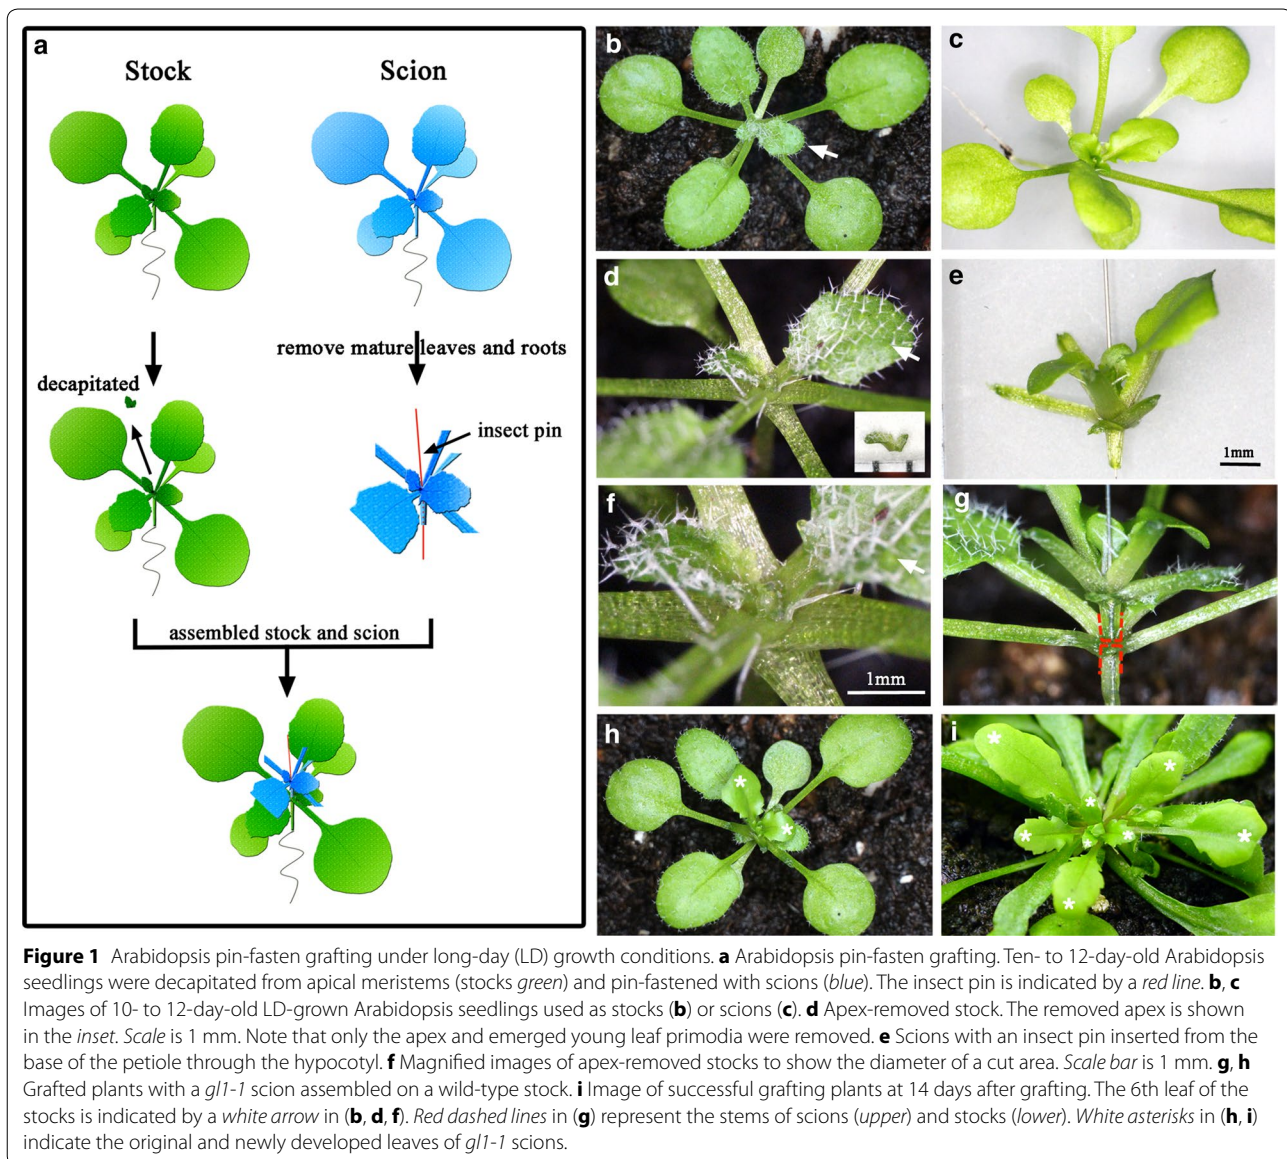 a
Stock
Scion
remove mature leaves and roots
decapitated
insect pin
assembled stock and scion
b
c
d
e
1mm
f
1mm
g
h
*
*
i
*
*
*
*
*
*
*
*
Figure 1 Arabidopsis pin-fasten grafting under long-day (LD) growth conditions. a Arabidopsis pin-fasten grafting. Ten- to 12-day-old Arabidopsis
seedlings were decapitated from apical meristems (stocks green) and pin-fastened with scions (blue). The insect pin is indicated by a red line. b, c
Images of 10- to 12-day-old LD-grown Arabidopsis seedlings used as stocks (b) or scions (c). d Apex-removed stock. The removed apex is shown
in the inset. Scale is 1 mm. Note that only the apex and emerged young leaf primodia were removed. e Scions with an insect pin inserted from the
base of the petiole through the hypocotyl. f Magnified images of apex-removed stocks to show the diameter of a cut area. Scale bar is 1 mm. g, h
Grafted plants with a gl1-1 scion assembled on a wild-type stock. i Image of successful grafting plants at 14 days after grafting. The 6th leaf of the
stocks is indicated by a white arrow in (b, d, f). Red dashed lines in (g) represent the stems of scions (upper) and stocks (lower). White asterisks in (h, i)
indicate the original and newly developed leaves of gl1-1 scions.